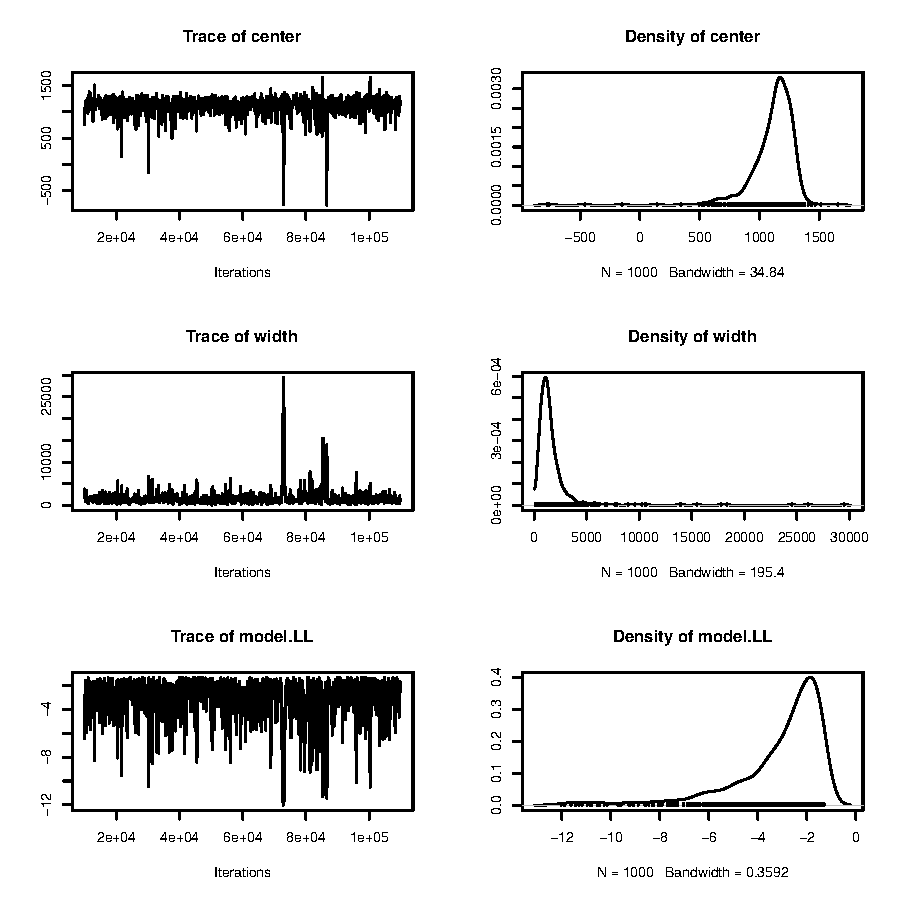 Trace of center
Density of center
1500
500
−500
2e+04 4e+04 6e+04 8e+04 1e+05
Iterations
0.0030
0.0015
0.0000
−500 0 500 1000 1500
N = 1000 Bandwidth = 34.84
Trace of width
Density of width
25000
10000
0
2e+04 4e+04 6e+04 8e+04 1e+05
Iterations
6e−04
3e−04
0e+00
0 5000 10000 15000 20000 25000 30000
N = 1000 Bandwidth = 195.4
Trace of model.LL
Density of model.LL
−4
−8
−12
2e+04 4e+04 6e+04 8e+04 1e+05
Iterations
0.4
0.3
0.2
0.1
0.0
−12 −10 −8 −6 −4 −2 0
N = 1000 Bandwidth = 0.3592